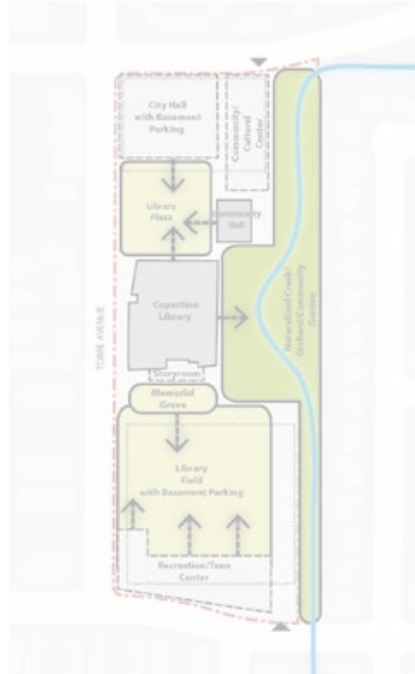 City Hall
with Basement
Parking
Community/
Cultural
Center
Library
Plaza
Community
Hall
Cupertino
Library
Naturalized Creek/
Orchard/Community
Garden
TORRE AVENUE
Storyroom
Memorial
Grove
Library
Field
with Basement Parking
Recreation/Teen
Center